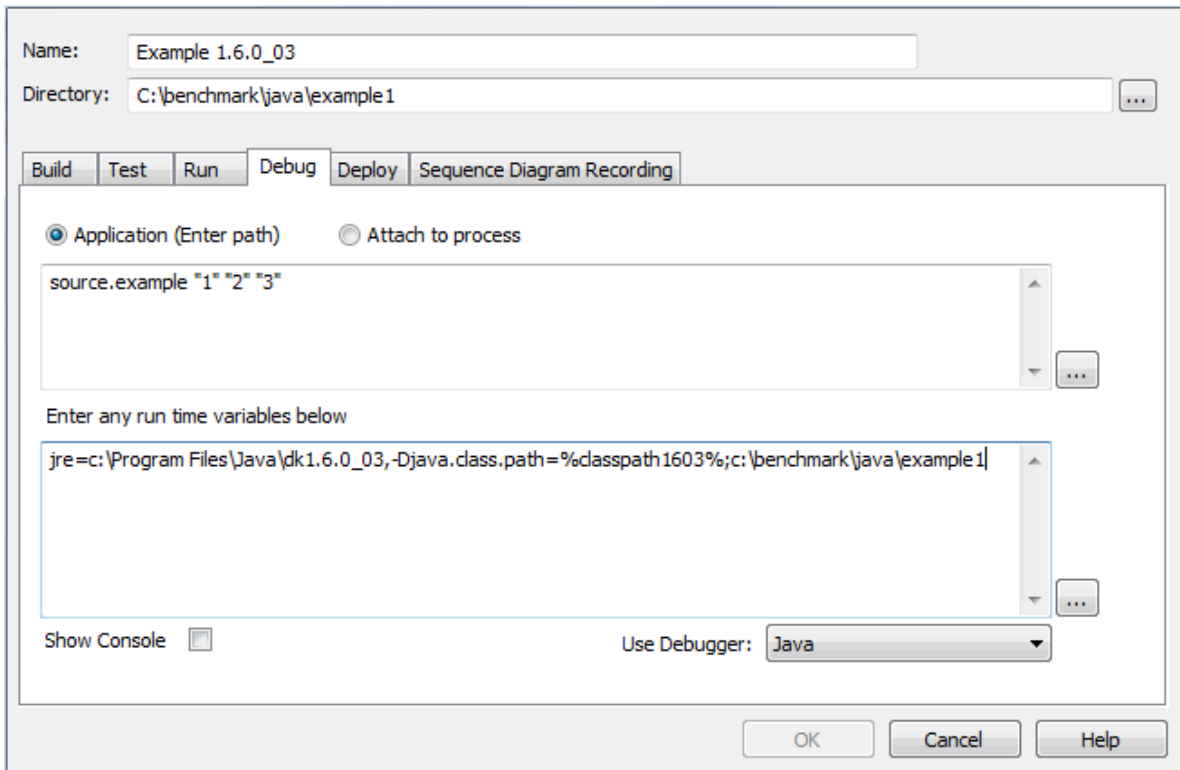 Name: Example 1.6.0_03
Directory: C:\benchmark\java\example1 ...
Build Test Run Debug Deploy Sequence Diagram Recording
Application (Enter path) Attach to process
source.example "1" "2" "3"
...
Enter any run time variables below
jre=c:\Program Files\Java\dk1.6.0_03,-Djava.class.path=%classpath1603%;c:\benchmark\java\example1
...
Show Console Use Debugger: Java
OK Cancel Help